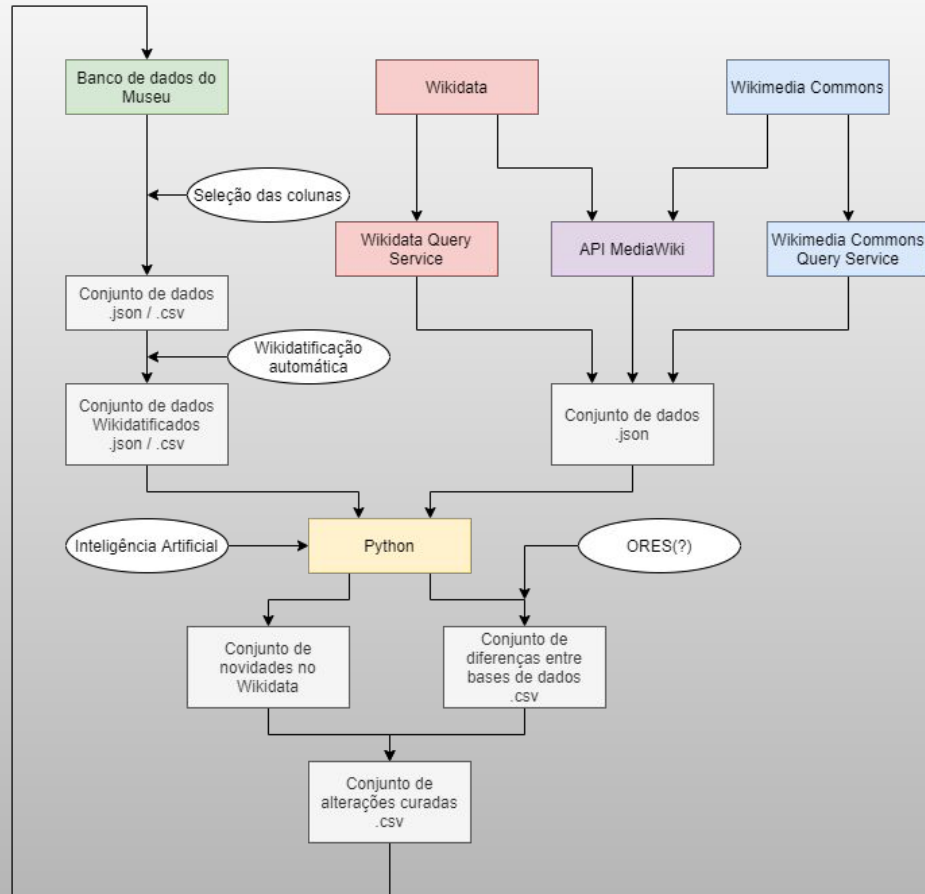 Banco de dados do
Museu
Wikidata
Wikimedia Commons
Seleção das colunas
Wikidata Query
Service
API MediaWiki
Wikimedia Commons
Query Service
Conjunto de dados
.json / .csv
Wikidatificação
automática
Conjunto de dados
Wikidatificados
.json / .csv
Conjunto de dados
.json
Inteligência Artificial
Python
ORES(?)
Conjunto de
novidades no
Wikidata
Conjunto de
diferenças entre
bases de dados
.csv
Conjunto de
alterações curadas
.csv